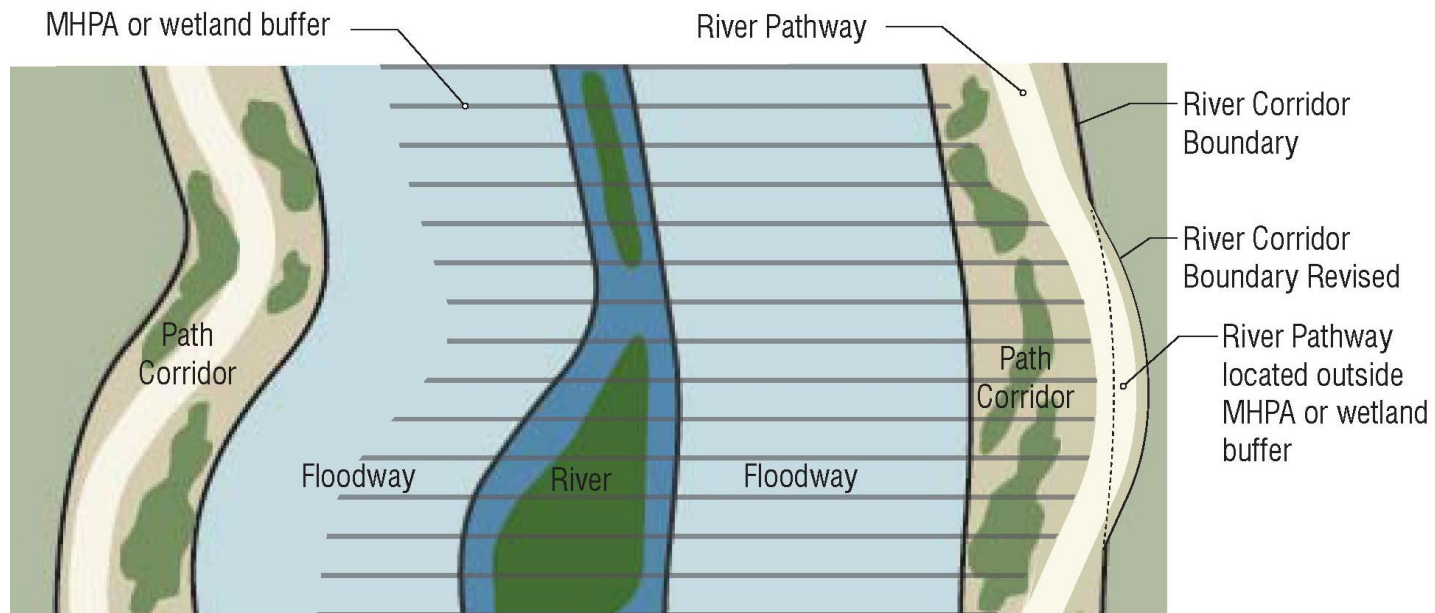 MHPA or wetland buffer
River Pathway
River Corridor
Boundary
River Corridor
Boundary Revised
River Pathway
located outside
MHPA or wetland
buffer
Path
Corridor
Path
Corridor
Floodway
River
Floodway